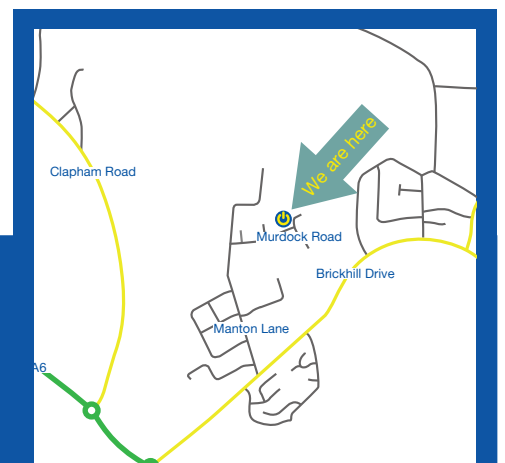 We are here
Clapham Road
Murdock Road
Brickhill Drive
Manton Lane
A6